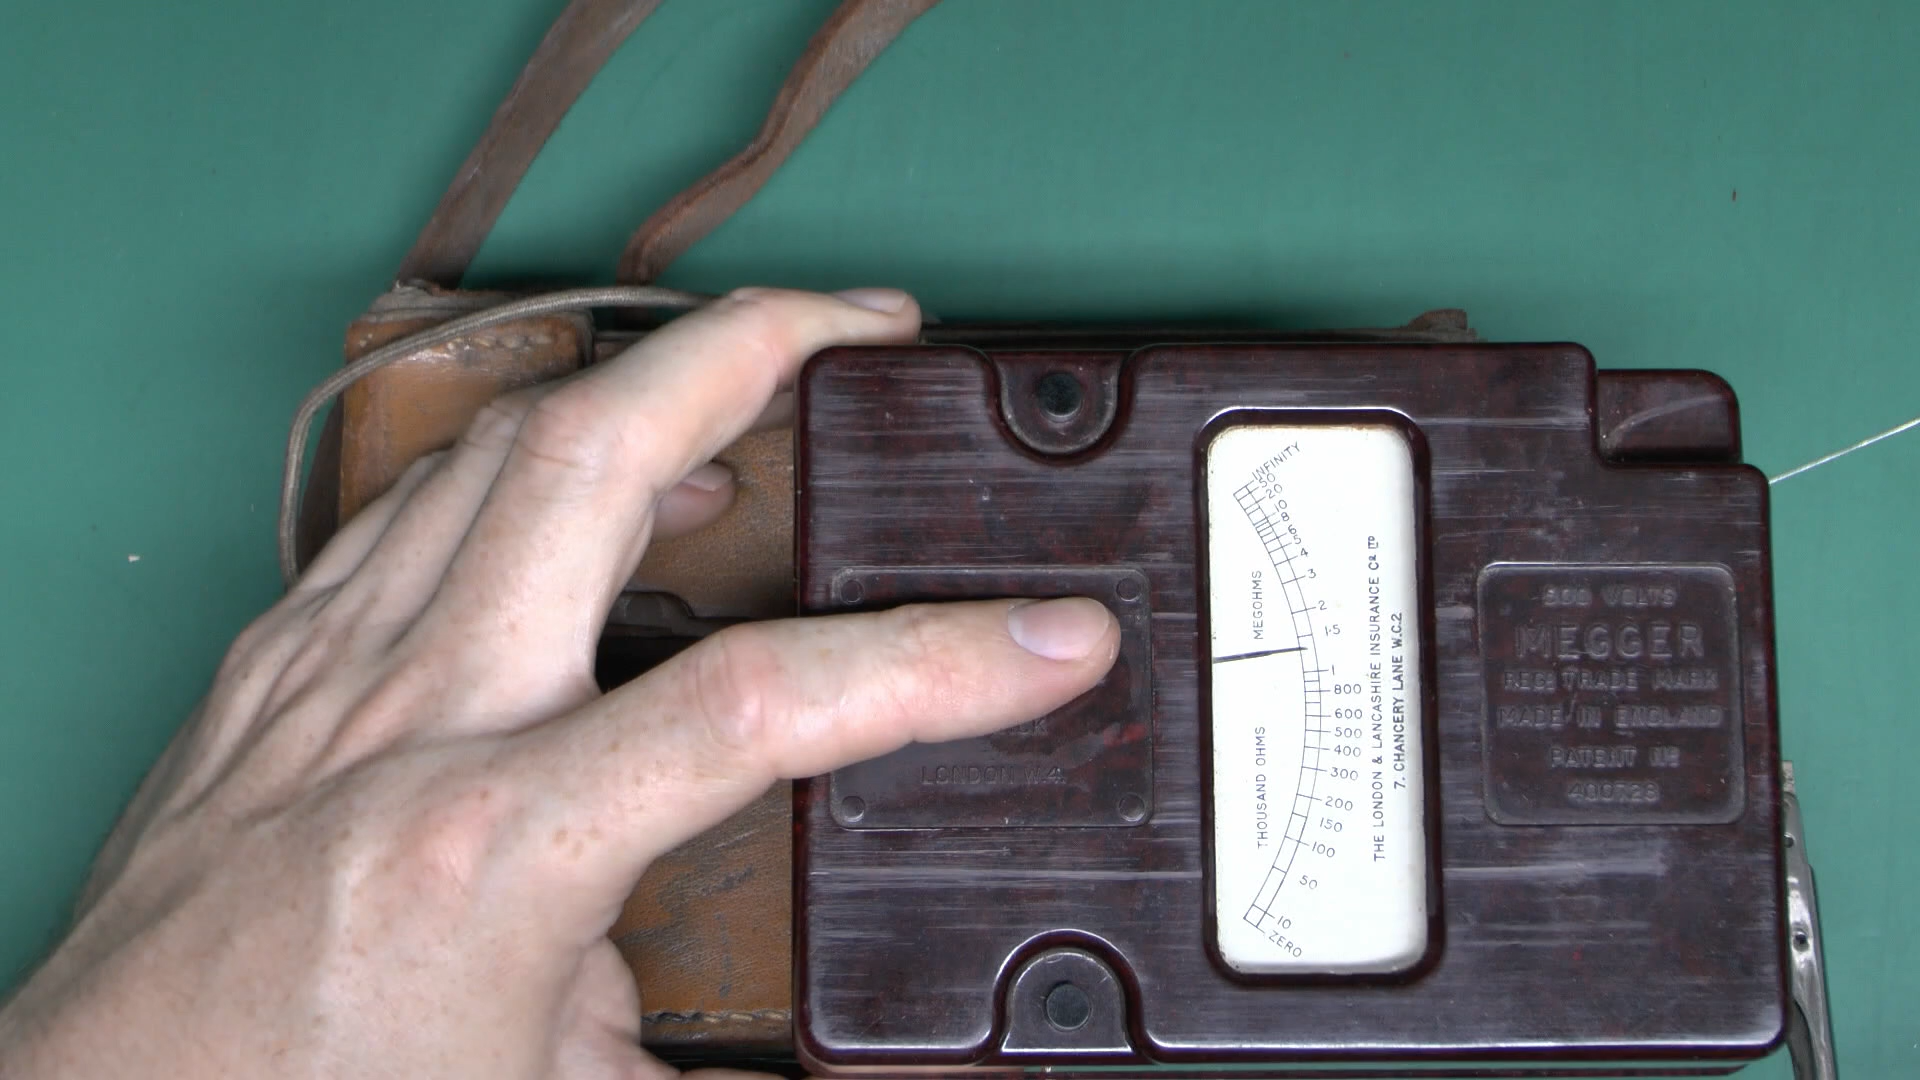 LONDON W.4.
INFINITY
50
20
10
8
6
5
4
3
2
1·5
1
800
600
500
400
300
200
150
100
50
10
ZERO
MEGOHMS
THOUSAND OHMS
THE LONDON & LANCASHIRE INSURANCE Cº LTD
7, CHANCERY LANE W.C.2
500 VOLTS
MEGGER
REG: TRADE MARK
MADE IN ENGLAND
PATENT Nº